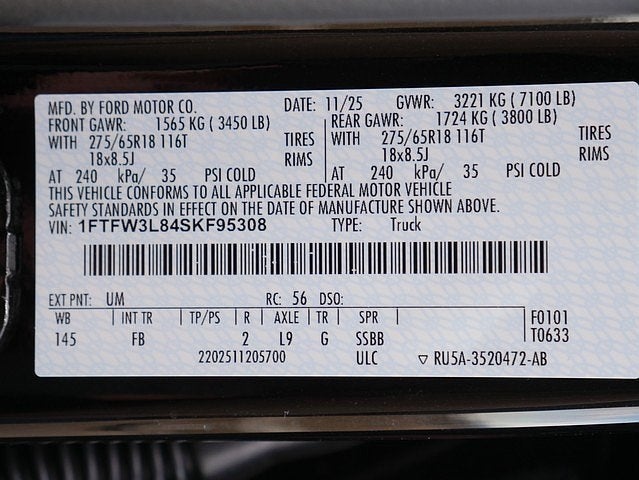 MFD. BY FORD MOTOR CO. DATE: 11/25 GVWR: 3221 KG ( 7100 LB)
FRONT GAWR: 1565 KG ( 3450 LB) REAR GAWR: 1724 KG ( 3800 LB)
WITH 275/65R18 116T TIRES WITH 275/65R18 116T TIRES
18x8.5J RIMS 18x8.5J RIMS
AT 240 kPa/ 35 PSI COLD AT 240 kPa/ 35 PSI COLD
THIS VEHICLE CONFORMS TO ALL APPLICABLE FEDERAL MOTOR VEHICLE
SAFETY STANDARDS IN EFFECT ON THE DATE OF MANUFACTURE SHOWN ABOVE.
VIN: 1FTFW3L84SKF95308 TYPE: Truck
EXT PNT: UM RC: 56 DSO:
WB INT TR TP/PS R AXLE TR SPR F0101
145 FB 2 L9 G SSBB T0633
2202511205700 ULC ▽ RU5A-3520472-AB